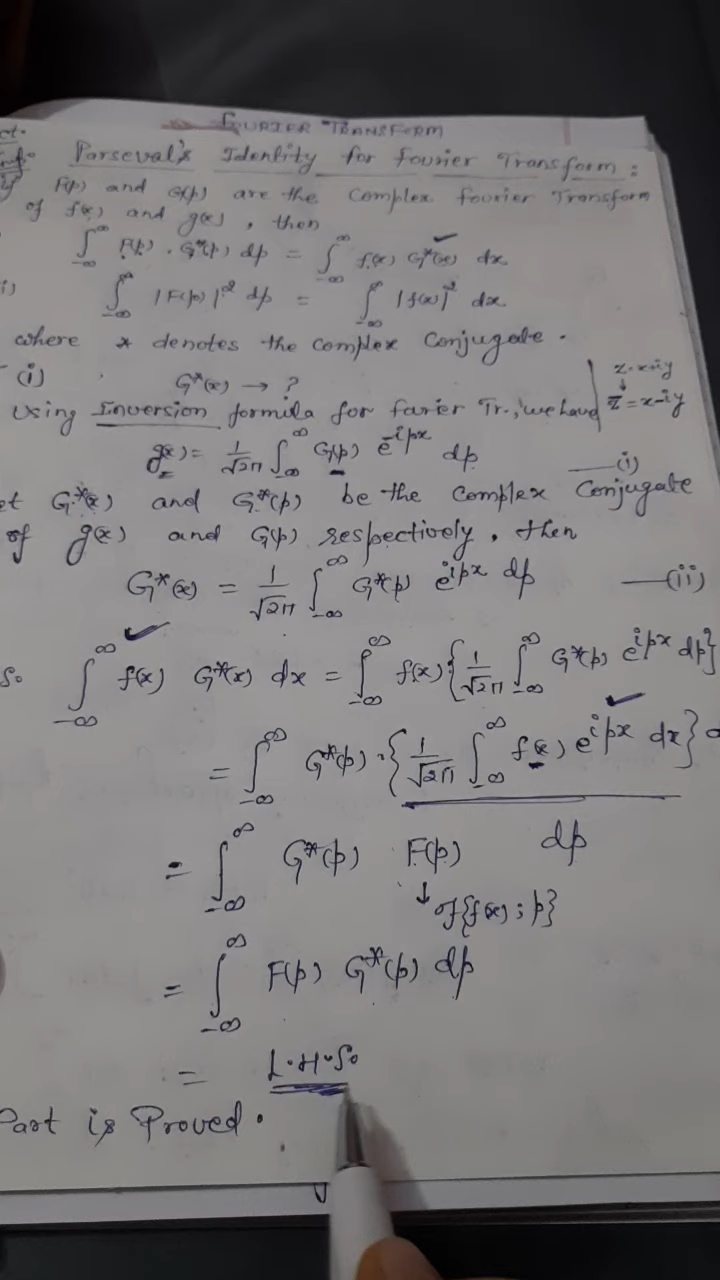 FOURIER TRANSFORM
Parseval's Identity for fourier Transform :
F(p) and G(p) are the Complex fourier Transform
of f(x) and g(x) , then
∫_{-∞}^{∞} F(p) · G*(p) dp = ∫_{-∞}^{∞} f(x) G*(x) dx
∫_{-∞}^{∞} |F(p)|² dp = ∫_{-∞}^{∞} |f(x)|² dx
where * denotes the complex Conjugate .
(i) G*(x) → ?
z = x+iy
↓
z̅ = x-iy
Using Inversion formula for farier Tr., we have
g(x) = 1/√2π ∫_{-∞}^{∞} G(p) e^{-ipx} dp —(i)
et G*(x) and G*(p) be the complex Conjugate
of g(x) and G(p) respectively , then
G*(x) = 1/√2π ∫_{-∞}^{∞} G*(p) e^{ipx} dp —(ii)
So ∫_{-∞}^{∞} f(x) G*(x) dx = ∫_{-∞}^{∞} f(x) { 1/√2π ∫_{-∞}^{∞} G*(p) e^{ipx} dp }
= ∫_{-∞}^{∞} G*(p) · { 1/√2π ∫_{-∞}^{∞} f(x) e^{ipx} dx }
= ∫_{-∞}^{∞} G*(p) F(p) dp
↓
of{f(x) ; p}
= ∫_{-∞}^{∞} F(p) G*(p) dp
= L.H.S.
Part is Proved .